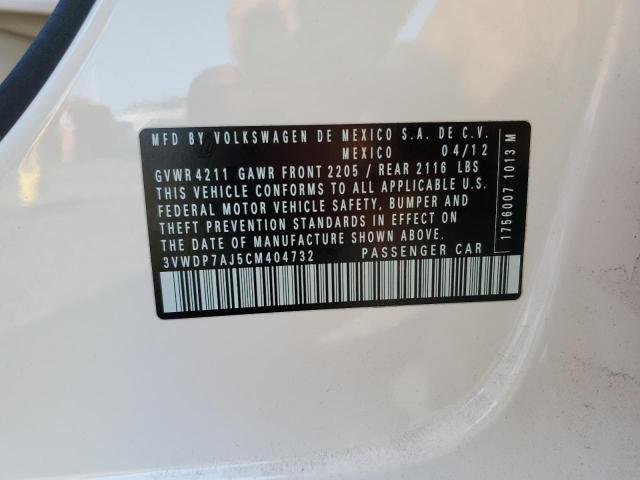 MFD BY VOLKSWAGEN DE MEXICO S.A. DE C.V.
MEXICO 04/12
GVWR 4211 GAWR FRONT 2205 / REAR 2116 LBS
THIS VEHICLE CONFORMS TO ALL APPLICABLE U.S.
FEDERAL MOTOR VEHICLE SAFETY, BUMPER AND
THEFT PREVENTION STANDARDS IN EFFECT ON
THE DATE OF MANUFACTURE SHOWN ABOVE.
3VWDP7AJ5CM404732 PASSENGER CAR
1756007 1013 M